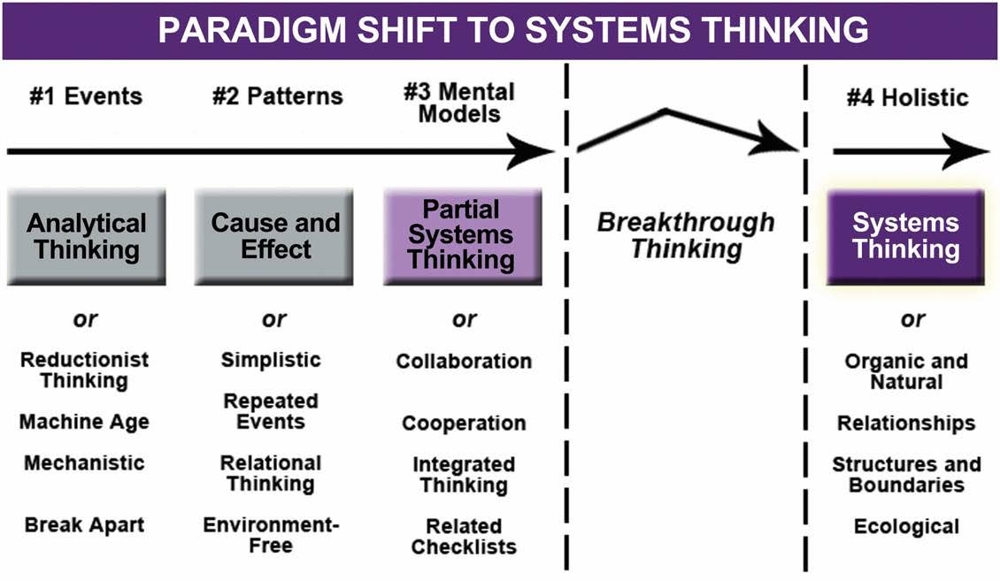 PARADIGM SHIFT TO SYSTEMS THINKING
#1 Events
#2 Patterns
#3 Mental
Models
#4 Holistic
Analytical
Thinking
Cause and
Effect
Partial
Systems
Thinking
Breakthrough
Thinking
Systems
Thinking
or
or
or
or
Reductionist
Thinking
Machine Age
Mechanistic
Break Apart
Simplistic
Repeated
Events
Relational
Thinking
Environment-
Free
Collaboration
Cooperation
Integrated
Thinking
Related
Checklists
Organic and
Natural
Relationships
Structures and
Boundaries
Ecological